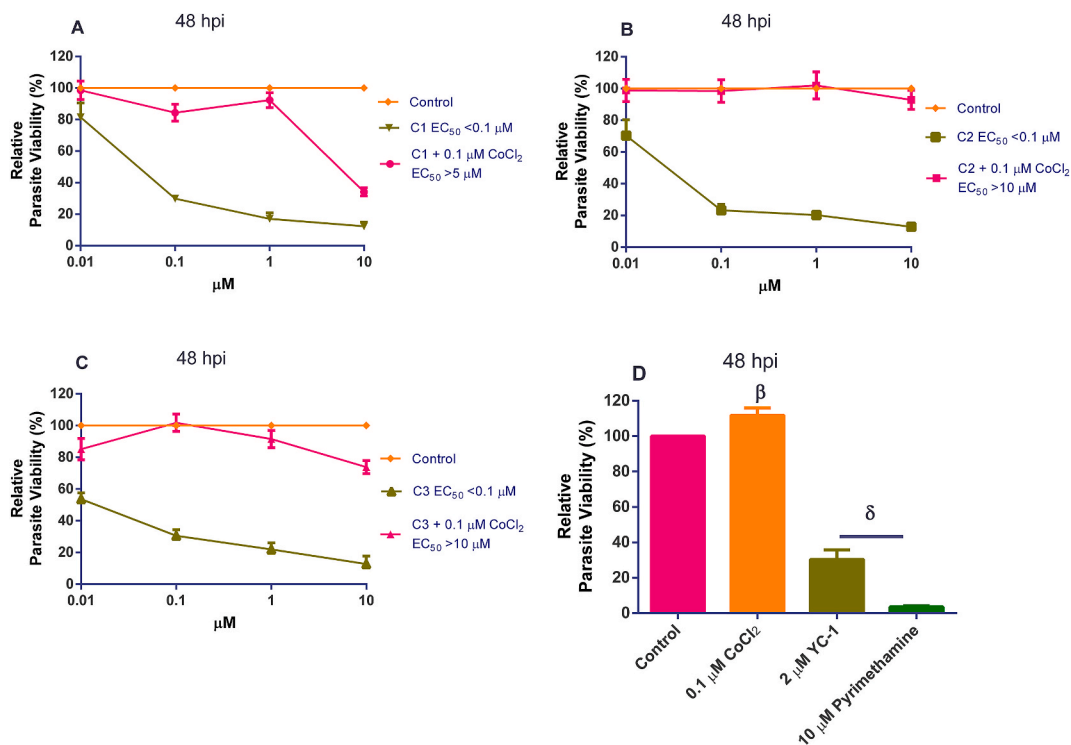 A
48 hpi
Relative
Parasite Viability (%)
120
100
80
60
40
20
0
0.01
0.1
1
10
μM
Control
C1 EC50 <0.1 μM
C1 + 0.1 μM CoCl2
EC50 >5 μM
B
48 hpi
Relative
Parasite Viability (%)
120
100
80
60
40
20
0
0.01
0.1
1
10
μM
Control
C2 EC50 <0.1 μM
C2 + 0.1 μM CoCl2
EC50 >10 μM
C
48 hpi
Relative
Parasite Viability (%)
120
100
80
60
40
20
0
0.01
0.1
1
10
μM
Control
C3 EC50 <0.1 μM
C3 + 0.1 μM CoCl2
EC50 >10 μM
D
48 hpi
Relative
Parasite Viability (%)
120
100
80
60
40
20
0
β
δ
Control
0.1 μM CoCl2
2 μM YC-1
10 μM Pyrimethamine